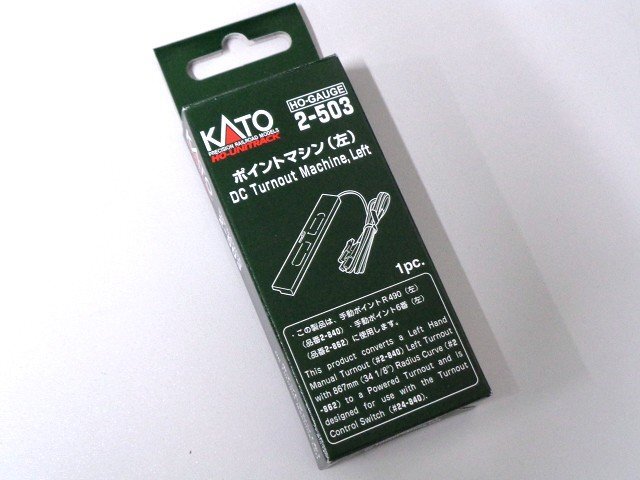 HO-GAUGE
2-503
KATO
PRECISION RAILROAD MODELS
HO-UNITRACK
ポイントマシン(左)
DC Turnout Machine, Left
1pc.
・この製品は、手動ポイントR490(左)
(品番2-840)・手動ポイント6番(左)
(品番2-862)に使用します。
This product converts a Left Hand
Manual Turnout (#2-840) Left Turnout
with 867mm (34 1/8") Radius Curve (#2
-862) to a Powered Turnout and is
designed for use with the Turnout
Control Switch (#24-840).